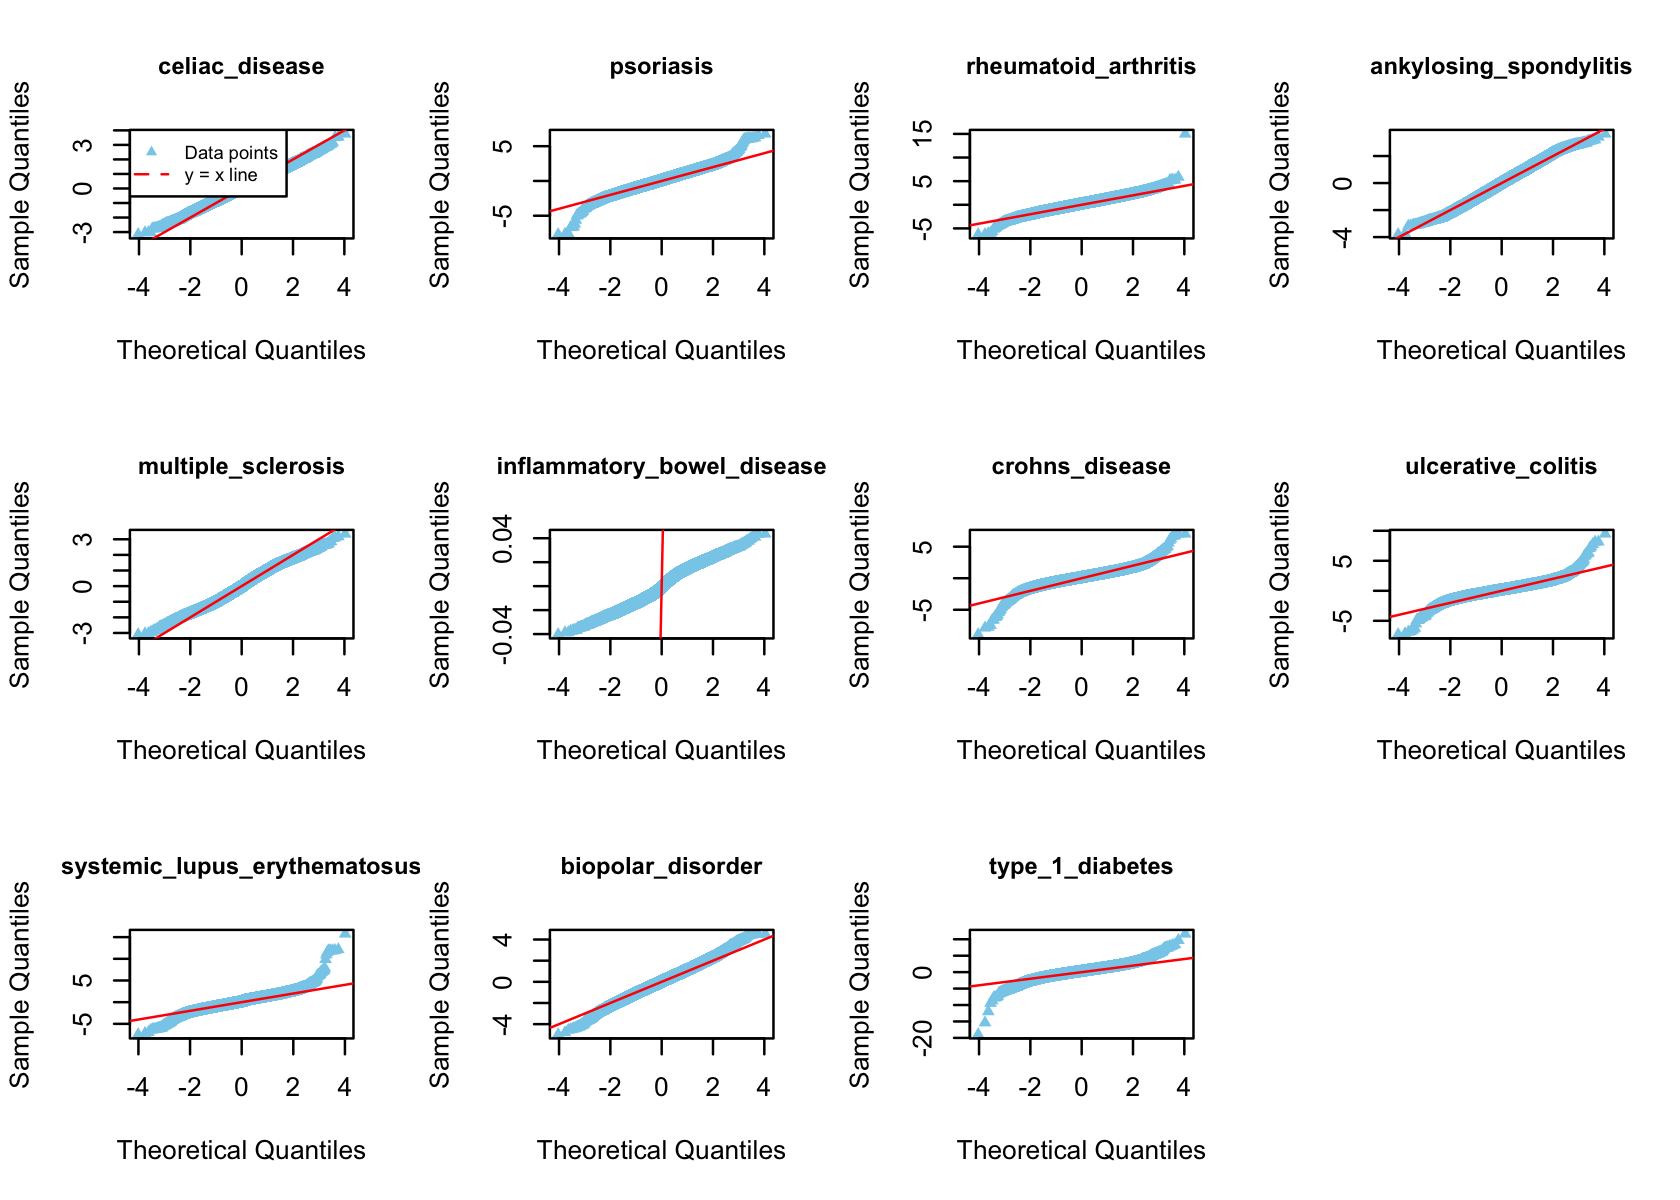 celiac_disease
Sample Quantiles
3
0
-3
Data points
y = x line
-4 -2 0 2 4
Theoretical Quantiles
psoriasis
Sample Quantiles
5
-5
-4 -2 0 2 4
Theoretical Quantiles
rheumatoid_arthritis
Sample Quantiles
15
5
-5
-4 -2 0 2 4
Theoretical Quantiles
ankylosing_spondylitis
Sample Quantiles
0
-4
-4 -2 0 2 4
Theoretical Quantiles
multiple_sclerosis
Sample Quantiles
3
0
-3
-4 -2 0 2 4
Theoretical Quantiles
inflammatory_bowel_disease
Sample Quantiles
0.04
-0.04
-4 -2 0 2 4
Theoretical Quantiles
crohns_disease
Sample Quantiles
5
-5
-4 -2 0 2 4
Theoretical Quantiles
ulcerative_colitis
Sample Quantiles
5
-5
-4 -2 0 2 4
Theoretical Quantiles
systemic_lupus_erythematosus
Sample Quantiles
5
-5
-4 -2 0 2 4
Theoretical Quantiles
biopolar_disorder
Sample Quantiles
4
0
-4
-4 -2 0 2 4
Theoretical Quantiles
type_1_diabetes
Sample Quantiles
0
-20
-4 -2 0 2 4
Theoretical Quantiles